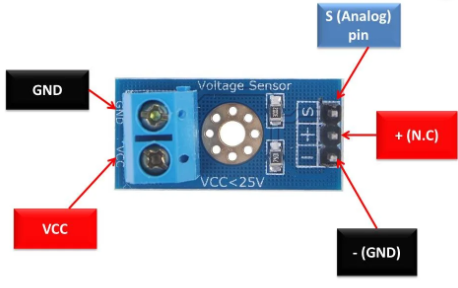 S (Analog)
pin
GND
Voltage Sensor
GND
S
+
+ (N.C)
VCC
-
VCC<25V
VCC
- (GND)